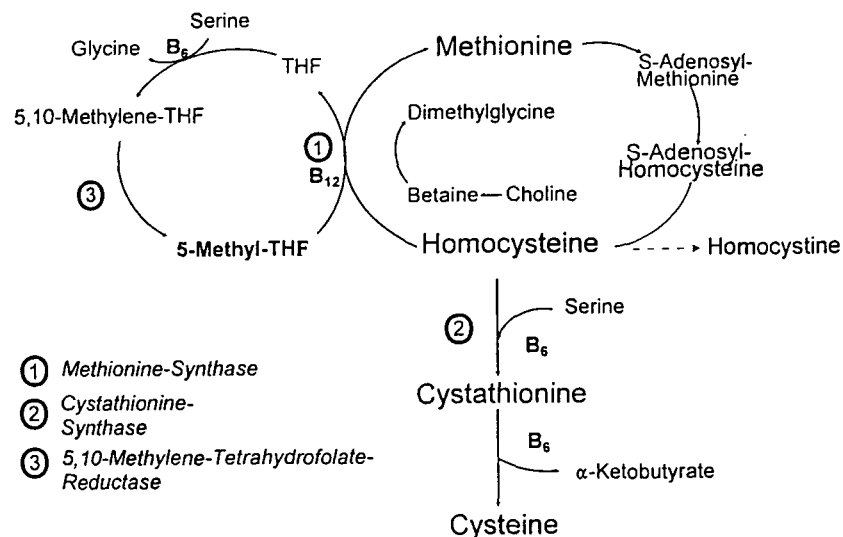 Serine
Glycine
B6
THF
Methionine
S-Adenosyl-
Methionine
5,10-Methylene-THF
Dimethylglycine
1
B12
S-Adenosyl-
Homocysteine
3
Betaine — Choline
5-Methyl-THF
Homocysteine
Homocystine
2
Serine
B6
1 Methionine-Synthase
2 Cystathionine-
Synthase
3 5,10-Methylene-Tetrahydrofolate-
Reductase
Cystathionine
B6
α-Ketobutyrate
Cysteine